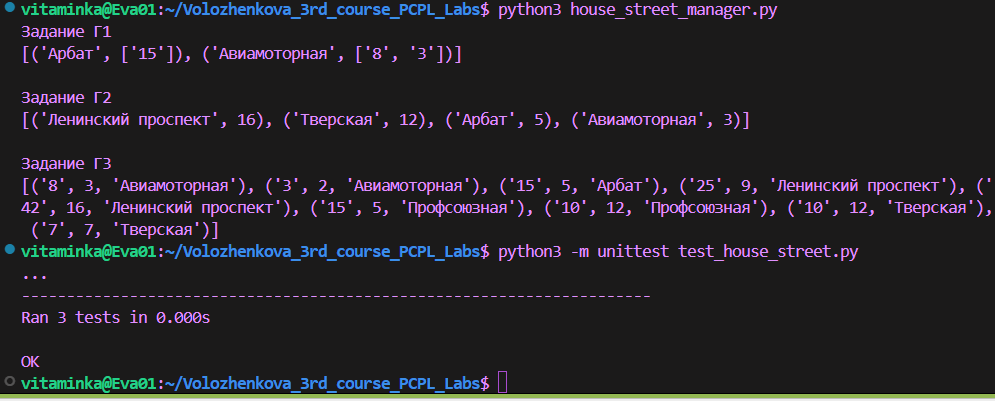 vitaminka@Eva01:~/Volozhenkova_3rd_course_PCPL_Labs$ python3 house_street_manager.py
Задание Г1
[('Арбат', ['15']), ('Авиамоторная', ['8', '3'])]
Задание Г2
[('Ленинский проспект', 16), ('Тверская', 12), ('Арбат', 5), ('Авиамоторная', 3)]
Задание Г3
[('8', 3, 'Авиамоторная'), ('3', 2, 'Авиамоторная'), ('15', 5, 'Арбат'), ('25', 9, 'Ленинский проспект'), ('
42', 16, 'Ленинский проспект'), ('15', 5, 'Профсоюзная'), ('10', 12, 'Профсоюзная'), ('10', 12, 'Тверская'),
('7', 7, 'Тверская')]
vitaminka@Eva01:~/Volozhenkova_3rd_course_PCPL_Labs$ python3 -m unittest test_house_street.py
...
----------------------------------------------------------------------
Ran 3 tests in 0.000s
OK
vitaminka@Eva01:~/Volozhenkova_3rd_course_PCPL_Labs$